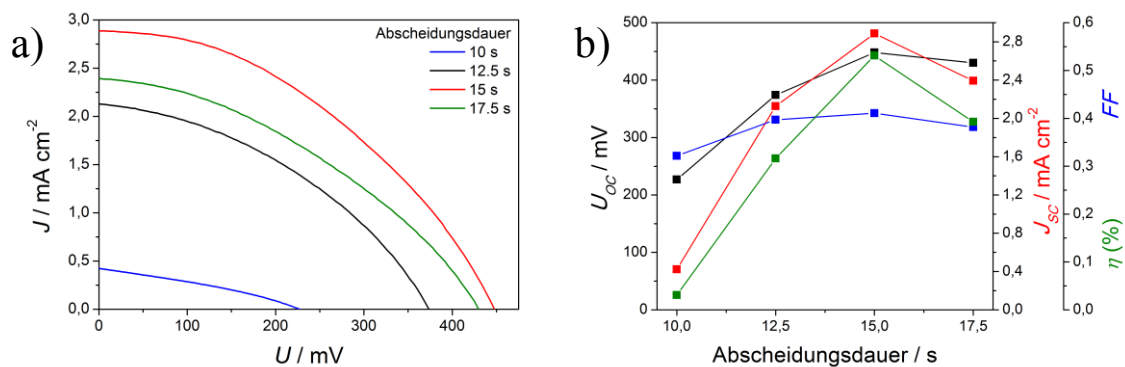 a)
3,0
2,5
2,0
1,5
1,0
0,5
0,0
J / mA cm⁻²
0
100
200
300
400
U / mV
Abscheidungsdauer
10 s
12.5 s
15 s
17.5 s
b)
500
400
300
200
100
0
U_OC / mV
10,0
12,5
15,0
17,5
Abscheidungsdauer / s
2,8
2,4
2,0
1,6
1,2
0,8
0,4
0,0
J_SC / mA cm⁻²
0,6
0,5
0,4
0,3
0,2
0,1
0,0
η (%)
FF